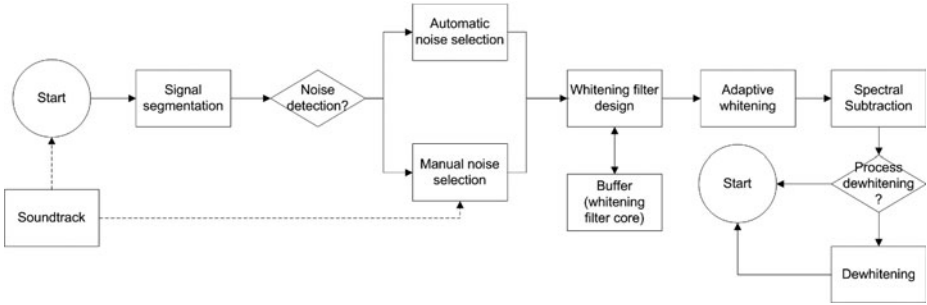 Automatic
noise selection
Start
Signal
segmentation
Noise
detection?
Whitening filter
design
Adaptive
whitening
Spectral
Subtraction
Manual noise
selection
Soundtrack
Buffer
(whitening
filter core)
Start
Process
dewhitening
?
Dewhitening